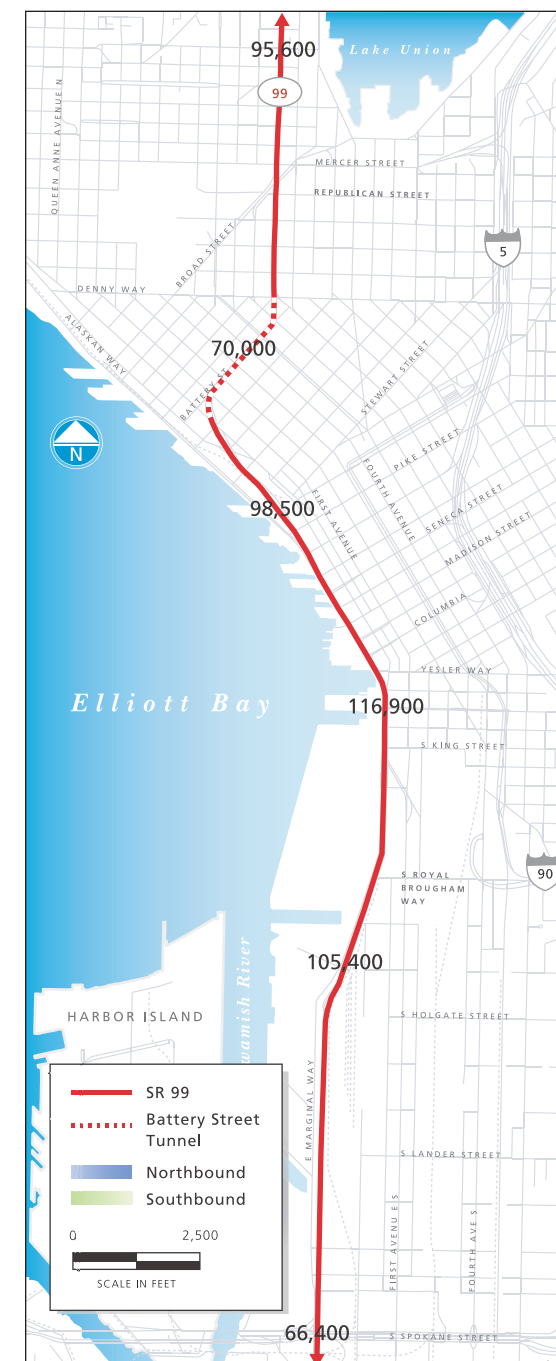 95,600
Lake Union
99
QUEEN ANNE AVENUE N
MERCER STREET
REPUBLICAN STREET
BROAD STREET
5
DENNY WAY
ALASKAN WAY
70,000
BATTERY ST
STEWART STREET
N
PIKE STREET
FOURTH AVENUE
FIRST AVENUE
98,500
SENECA STREET
MADISON STREET
COLUMBIA
YESLER WAY
Elliott Bay
116,900
S KING STREET
S ROYAL
BROUGHAM
WAY
90
105,400
wamish River
HARBOR ISLAND
S HOLGATE STREET
E MARGINAL WAY
S LANDER STREET
FIRST AVENU E S
FOURTH AVE S
SR 99
Battery Street
Tunnel
Northbound
Southbound
0 2,500
SCALE IN FEET
66,400
S SPOKANE STREET